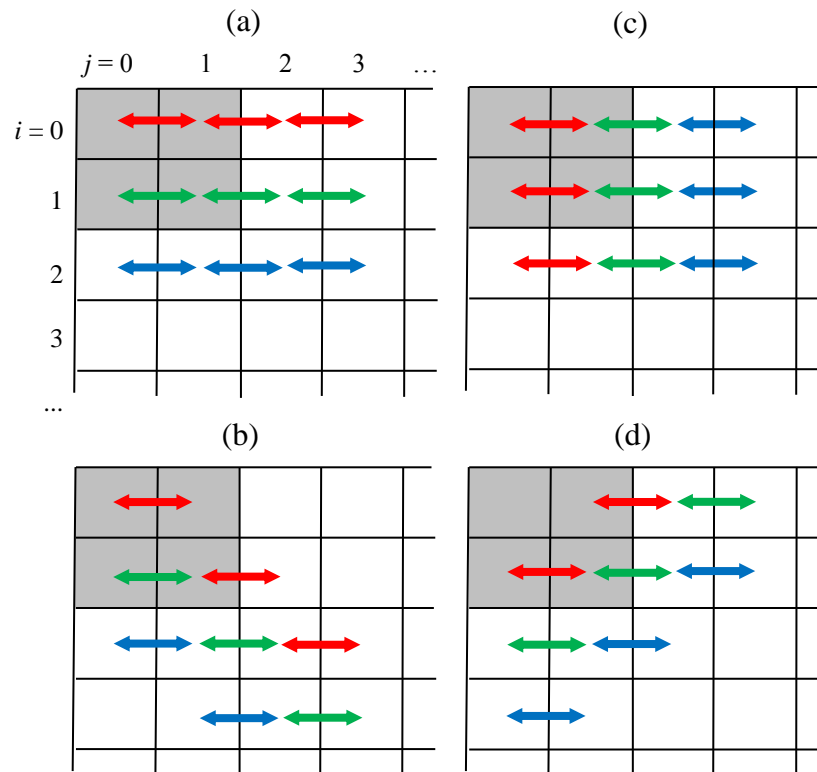 (a)
j = 0 1 2 3 …
i = 0
1
2
3
...
(c)
(b)
(d)